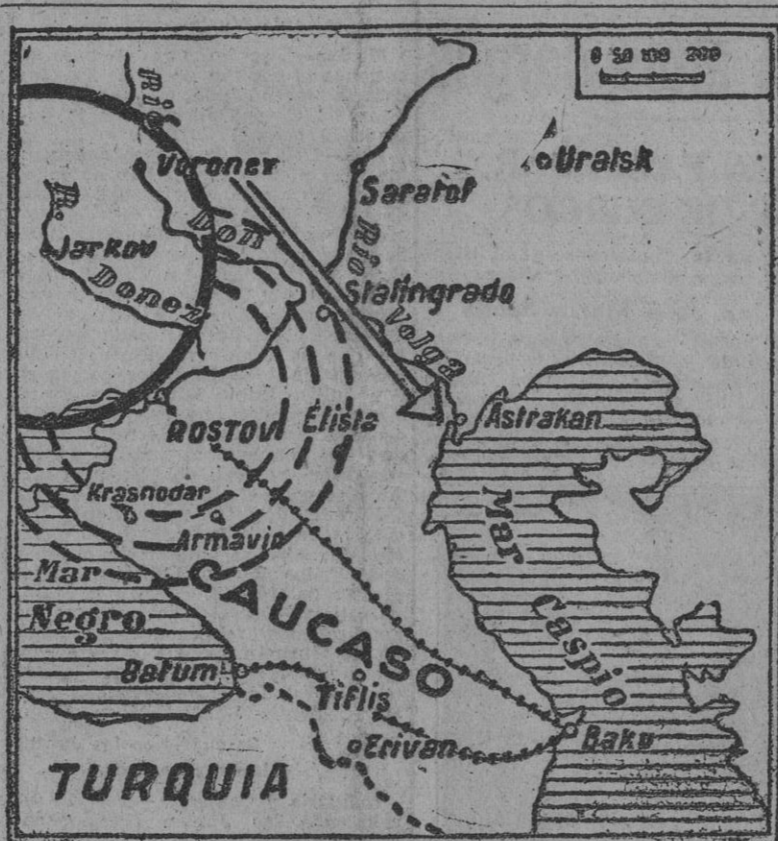 0 50 100 200
Rio
Uralsk
Voronez
Saratof
R.
Don
Rio
Jarkov
Donez
Stalingrado
Volga
ROSTOV
Elista
Astrakan
Krasnodar
Mar
Armavir
Mar
CAUCASO
Negro
Caspio
Batum
Tiflis
Erivan
Baku
TURQUIA